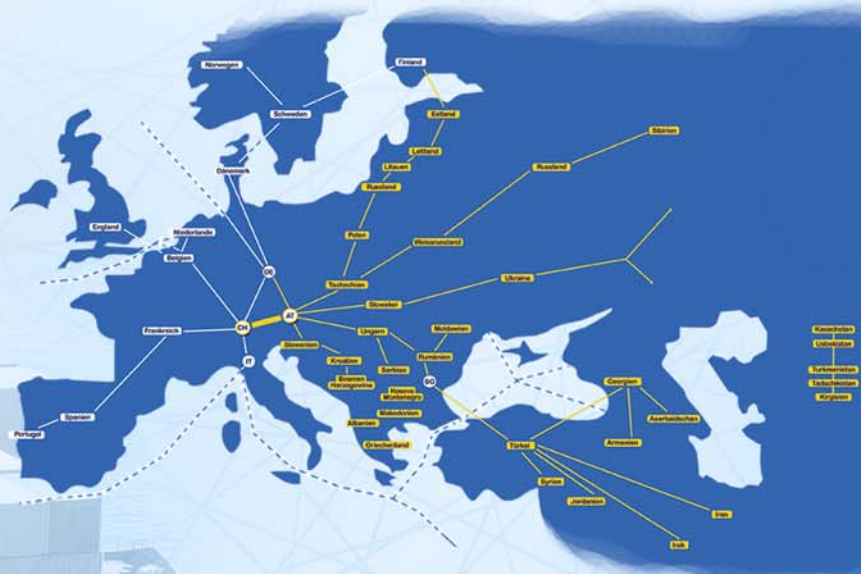 Norwegen
Finland
Schweden
Estland
Sibirien
Lettland
Litauen
Russland
Dänemark
Russland
England
Niederlande
Polen
Weissrussland
Belgien
DE
Ukraine
Tschechien
Slowakei
AT
CH
Frankreich
Ungarn
Moldawien
Kasachstan
Slowenien
Usbekistan
IT
Kroatien
Rumänien
Serbien
Turkmenistan
Bosnien
Herzegowina
BG
Georgien
Tadschikistan
Kosovo
Montenegro
Kirgisien
Spanien
Makedonien
Albanien
Aserbaidschan
Portugal
Griechenland
Türkei
Armenien
Syrien
Jordanien
Iran
Irak